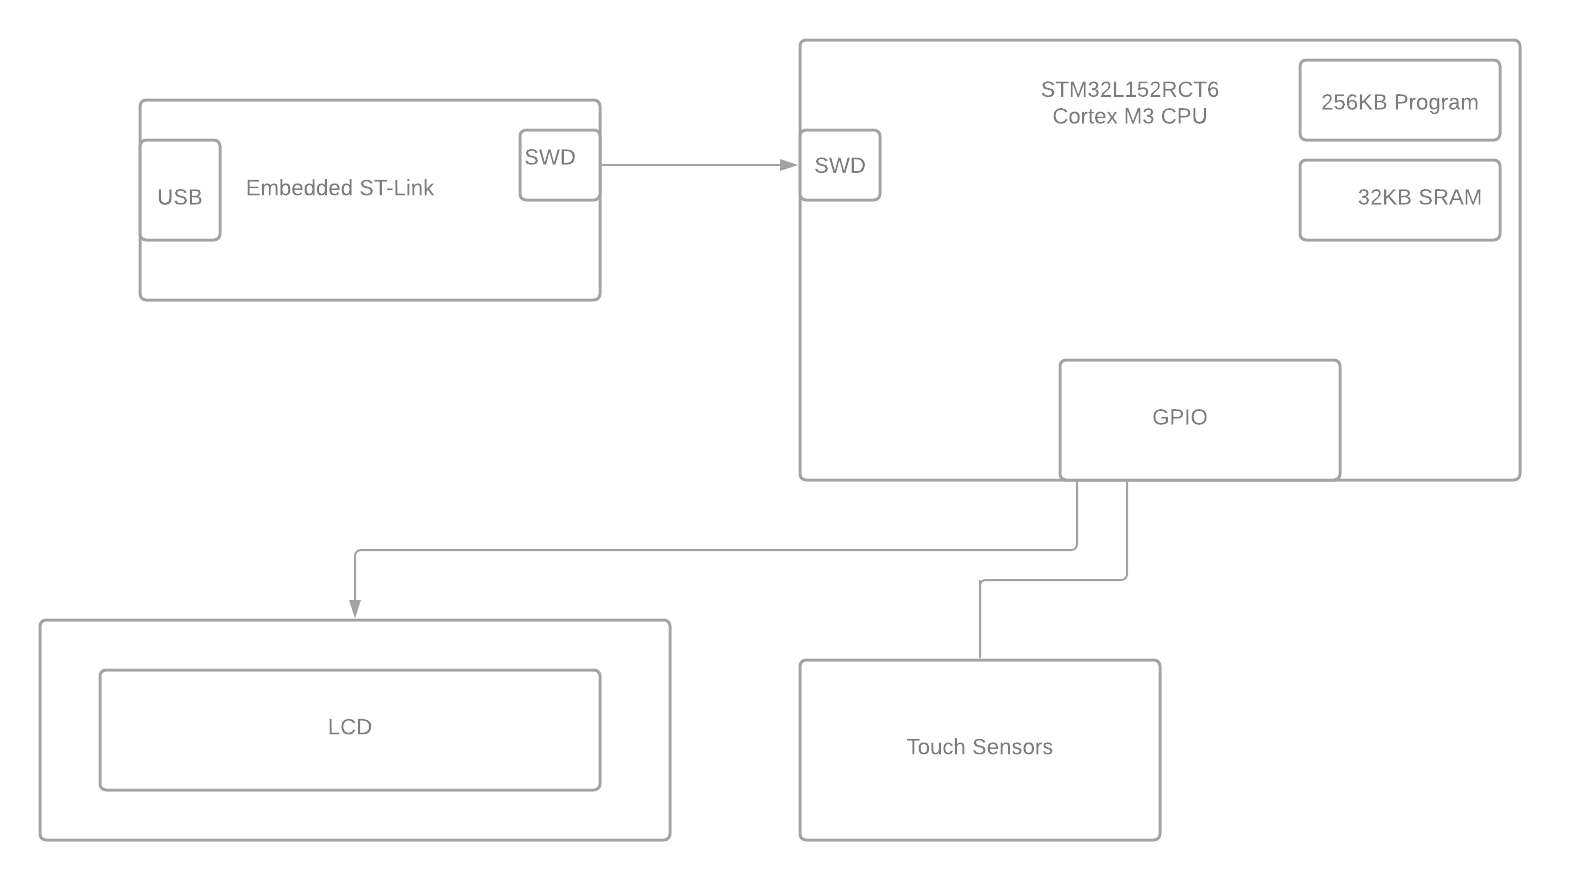 STM32L152RCT6
Cortex M3 CPU
256KB Program
USB
Embedded ST-Link
SWD
SWD
32KB SRAM
GPIO
LCD
Touch Sensors